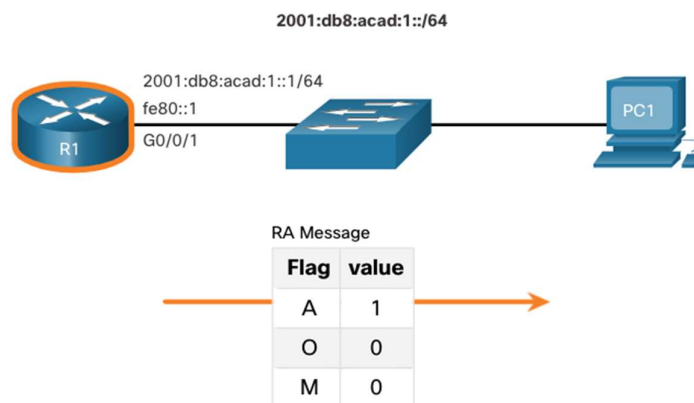 2001:db8:acad:1::/64
2001:db8:acad:1::1/64
fe80::1
G0/0/1
R1
PC1
RA Message
Flag value
A 1
O 0
M 0